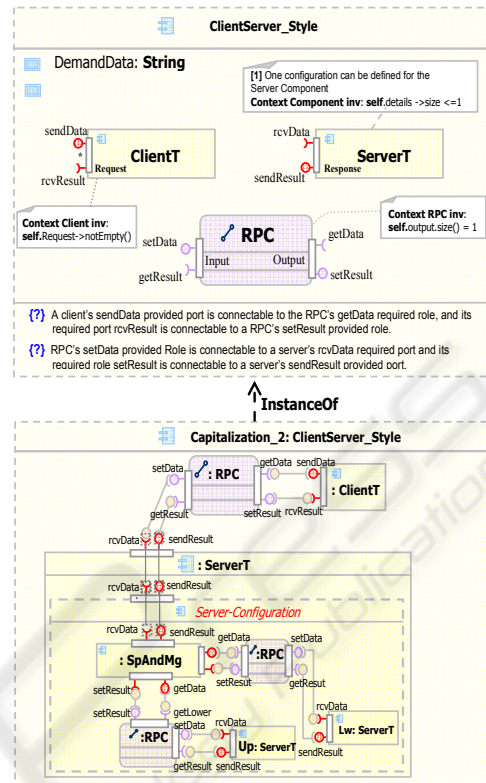 ClientServer_Style
DemandData: String
[1] One configuration can be defined for the
Server Component
Context Component inv: self.details ->size <=1
sendData
*
rcvResult
ClientT
Request
rcvData
sendResult
ServerT
Response
Context Client inv:
self.Request->notEmpty()
setData
getResult
RPC
Input
Output
getData
setResult
Context RPC inv:
self.output.size() = 1
{?} A client's sendData provided port is connectable to the RPC's getData required role, and its
required port rcvResult is connectable to a RPC's setResult provided role.
{?} RPC's setData provided Role is connectable to a server's rcvData required port and its
required role setResult is connectable to a server's sendResult provided port.
InstanceOf
Capitalization_2: ClientServer_Style
setData
: RPC
getData
sendData
: ClientT
getResult
setResult
rcvResult
rcvData
sendResult
: ServerT
rcvData
sendResult
Server-Configuration
rcvData
sendResult
getData
setData
: SpAndMg
:RPC
setResult
getData
setResut
getResut
setResult
getLower
setData
rcvData
rcvData
:RPC
Up: ServerT
Lw: ServerT
getResult
sendResult
sendResult